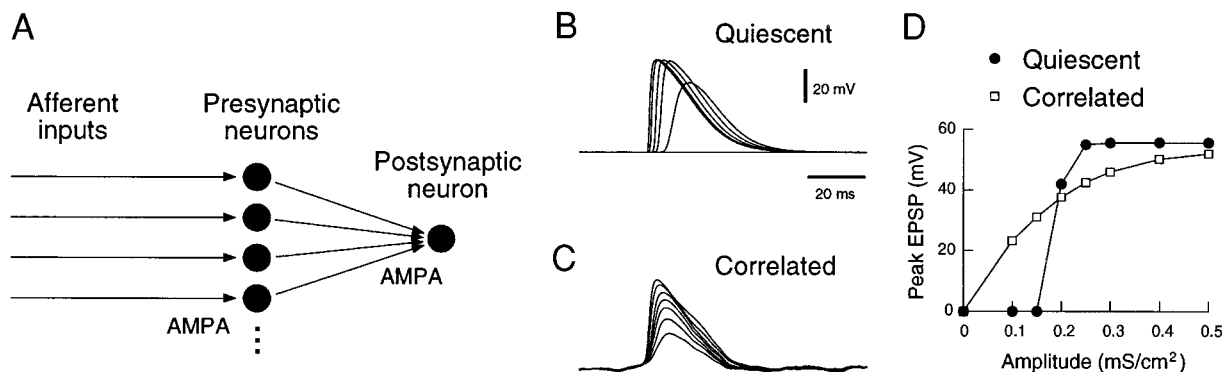 A
Afferent
inputs
Presynaptic
neurons
Postsynaptic
neuron
AMPA
AMPA
B
Quiescent
20 mV
20 ms
C
Correlated
D
Quiescent
Correlated
Peak EPSP (mV)
60
40
20
0
0 0.1 0.2 0.3 0.4 0.5
Amplitude (mS/cm²)